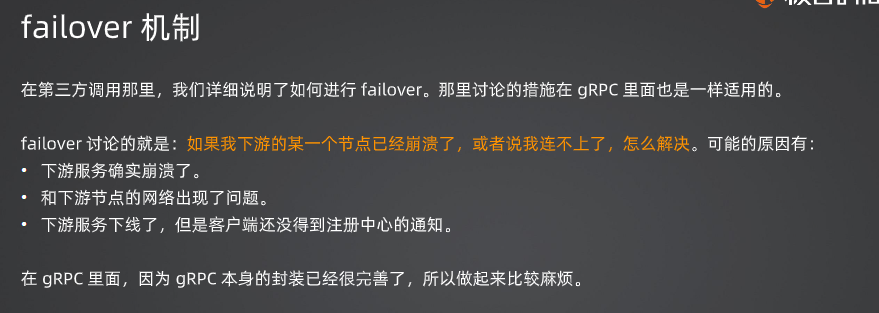 failover 机制
在第三方调用那里，我们详细说明了如何进行 failover。那里讨论的措施在 gRPC 里面也是一样适用的。
failover 讨论的就是：如果我下游的某一个节点已经崩溃了，或者说我连不上了，怎么解决。可能的原因有：
• 下游服务确实崩溃了。
• 和下游节点的网络出现了问题。
• 下游服务下线了，但是客户端还没得到注册中心的通知。
在 gRPC 里面，因为 gRPC 本身的封装已经很完善了，所以做起来比较麻烦。